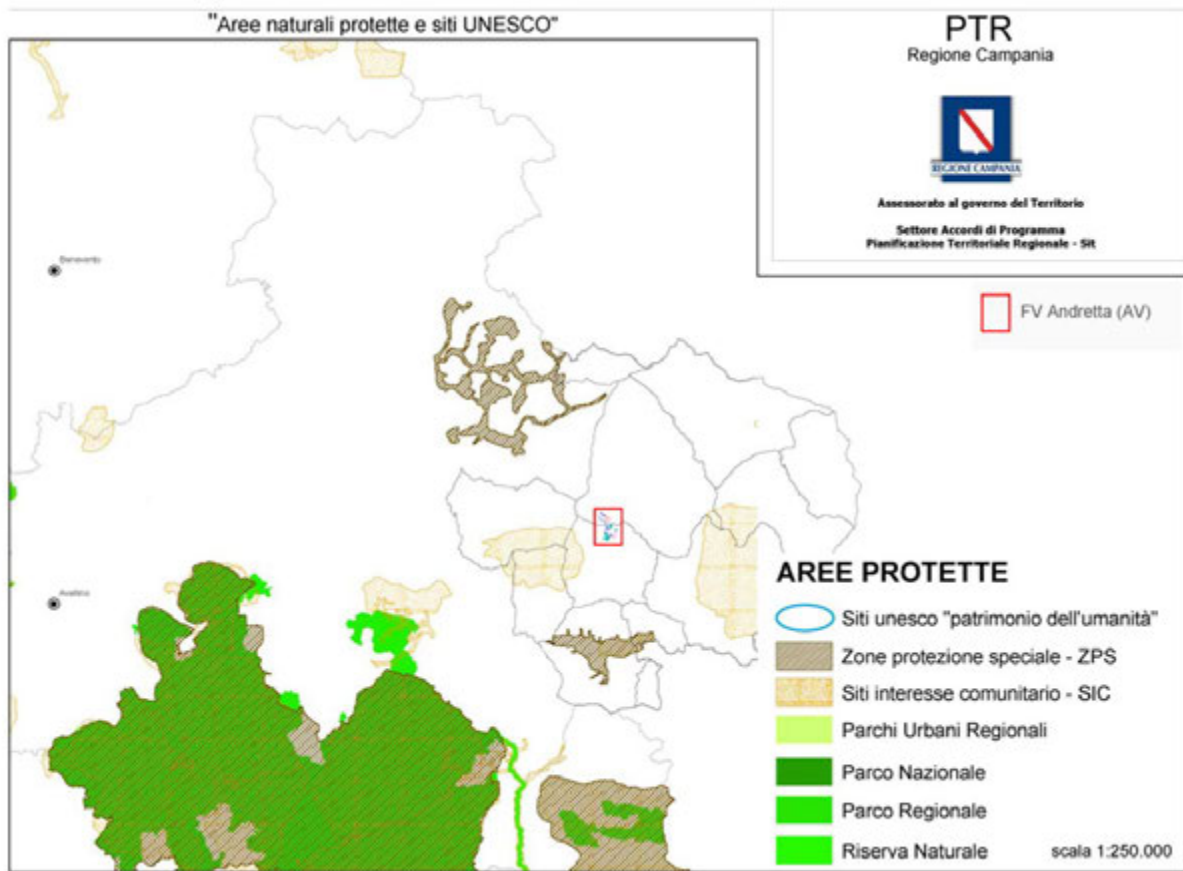 "Aree naturali protette e siti UNESCO"
PTR
Regione Campania
REGIONE CAMPANIA
Assessorato al governo del Territorio
Settore Accordi di Programma
Pianificazione Territoriale Regionale - Sit
Benevento
FV Andretta (AV)
Avellino
AREE PROTETTE
Siti unesco "patrimonio dell'umanità"
Zone protezione speciale - ZPS
Siti interesse comunitario - SIC
Parchi Urbani Regionali
Parco Nazionale
Parco Regionale
Riserva Naturale
scala 1:250.000